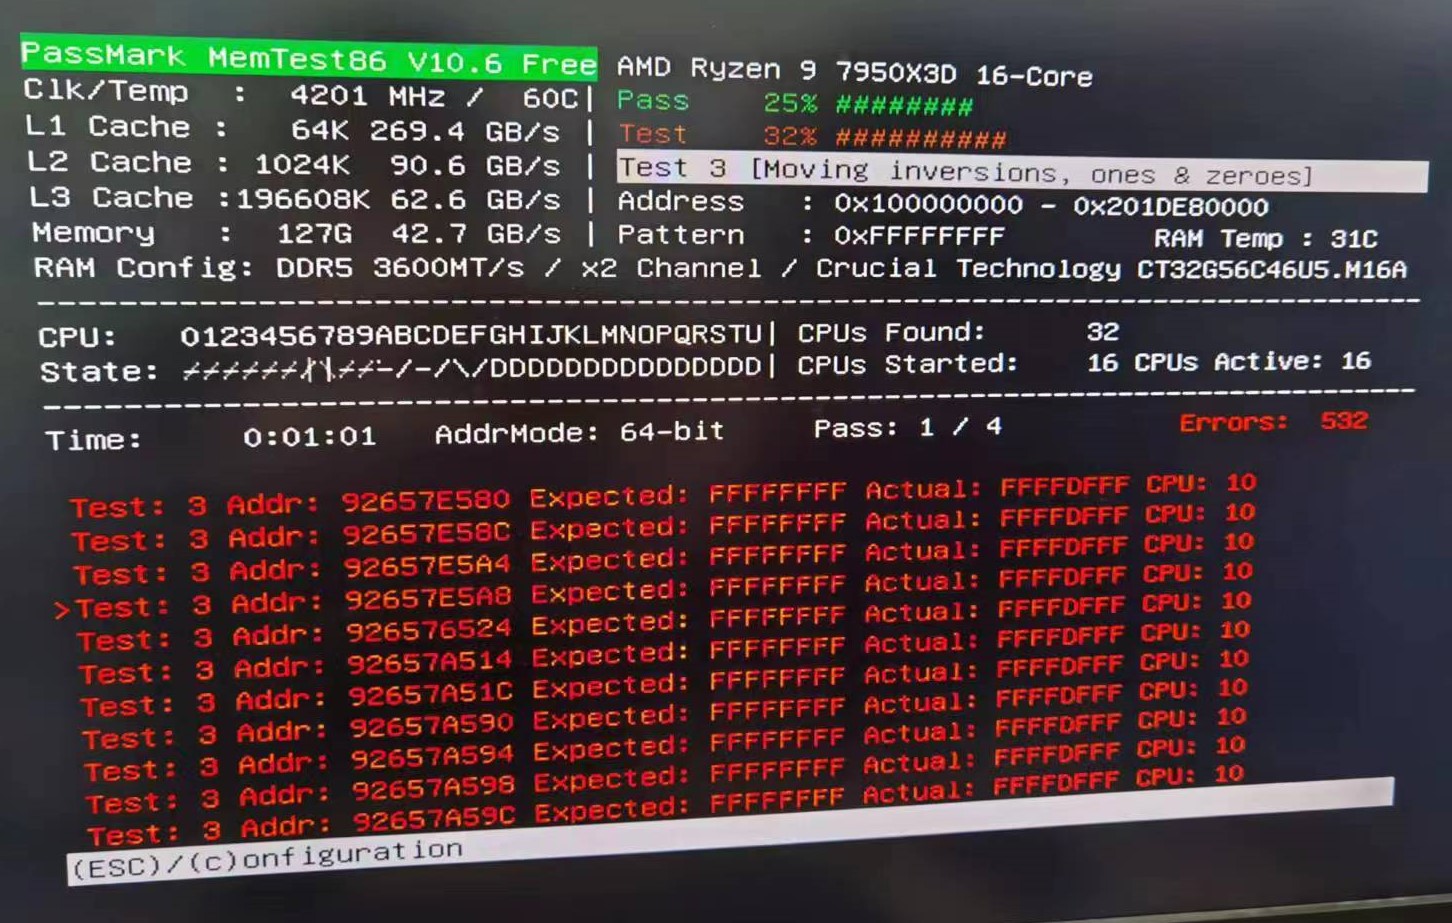 PassMark MemTest86 V10.6 Free AMD Ryzen 9 7950X3D 16-Core
Clk/Temp : 4201 MHz / 60C| Pass 25% ########
L1 Cache : 64K 269.4 GB/s | Test 32% ##########
L2 Cache : 1024K 90.6 GB/s | Test 3 [Moving inversions, ones & zeroes]
L3 Cache :196608K 62.6 GB/s | Address : 0x100000000 - 0x201DE80000
Memory : 127G 42.7 GB/s | Pattern : 0xFFFFFFFF RAM Temp : 31C
RAM Config: DDR5 3600MT/s / x2 Channel / Crucial Technology CT32G56C46U5.M16A
CPU: 0123456789ABCDEFGHIJKLMNOPQRSTU| CPUs Found: 32
State: DDDDDDDDDDDDDDDD| CPUs Started: 16 CPUs Active: 16
Time: 0:01:01 AddrMode: 64-bit Pass: 1 / 4 Errors: 532
Test: 3 Addr: 92657E580 Expected: FFFFFFFF Actual: FFFFDFFF CPU: 10
Test: 3 Addr: 92657E58C Expected: FFFFFFFF Actual: FFFFDFFF CPU: 10
Test: 3 Addr: 92657E5A4 Expected: FFFFFFFF Actual: FFFFDFFF CPU: 10
>Test: 3 Addr: 92657E5A8 Expected: FFFFFFFF Actual: FFFFDFFF CPU: 10
Test: 3 Addr: 926576524 Expected: FFFFFFFF Actual: FFFFDFFF CPU: 10
Test: 3 Addr: 92657A514 Expected: FFFFFFFF Actual: FFFFDFFF CPU: 10
Test: 3 Addr: 92657A51C Expected: FFFFFFFF Actual: FFFFDFFF CPU: 10
Test: 3 Addr: 92657A590 Expected: FFFFFFFF Actual: FFFFDFFF CPU: 10
Test: 3 Addr: 92657A594 Expected: FFFFFFFF Actual: FFFFDFFF CPU: 10
Test: 3 Addr: 92657A598 Expected: FFFFFFFF Actual: FFFFDFFF CPU: 10
Test: 3 Addr: 92657A59C Expected: FFFFFFFF Actual: FFFFDFFF CPU: 10
(ESC)/(c)onfiguration